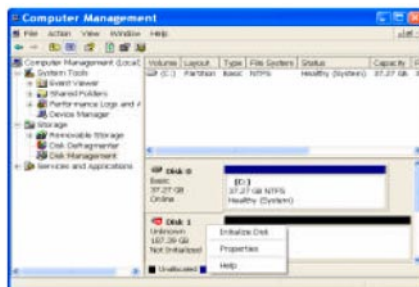 Computer Management
File Action View Window Help
Computer Management (Local)
System Tools
Event Viewer
Shared Folders
Performance Logs and A
Device Manager
Storage
Removable Storage
Disk Defragmenter
Disk Management
Services and Applications
Volume Layout Type File System Status Capacity F
(C:) Partition Basic NTFS Healthy (System) 37.27 GB
Disk 0
Basic
37.27 GB
Online
(C:)
37.27 GB NTFS
Healthy (System)
Disk 1
Unknown
187.39 GB
Not Initialized
Initialize Disk
Properties
Help
Unallocated